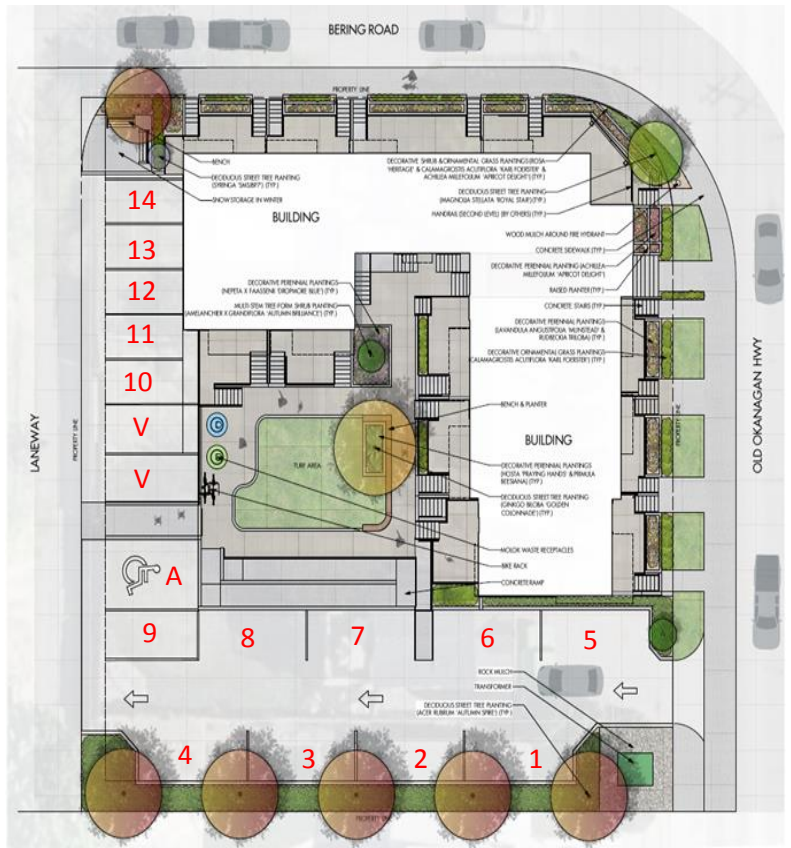 BERING ROAD
PROPERTY LINE
BENCH
DECIDUOUS STREET TREE PLANTING
(SYRINGA 'SMSJBP7') (TYP.)
SNOW STORAGE IN WINTER
BUILDING
DECORATIVE SHRUB & ORNAMENTAL GRASS PLANTINGS (ROSA
'HERITAGE' & CALAMAGROSTIS ACUTIFLORA 'KARL FOERSTER' &
ACHILEA MILLEFOLIUM 'APRICOT DELIGHT') (TYP.)
DECIDUOUS STREET TREE PLANTING
(MAGNOLIA STELLATA 'ROYAL STAR') (TYP.)
HANDRAIL (SECOND LEVEL) (BY OTHERS) (TYP.)
WOOD MULCH AROUND FIRE HYDRANT
CONCRETE SIDEWALK (TYP.)
DECORATIVE PERENNIAL PLANTING (ACHILEA
MILLEFOLIUM 'APRICOT DELIGHT')
RAISED PLANTER (TYP.)
CONCRETE STAIRS (TYP.)
DECORATIVE PERENNIAL PLANTINGS
(LAVANDULA ANGUSTIFOLIA 'MUNSTEAD' &
RUDBECKIA TRILOBA) (TYP.)
DECORATIVE ORNAMENTAL GRASS PLANTINGS
(CALAMAGROSTIS ACUTIFLORA 'KARL FOERSTER') (TYP.)
DECORATIVE PERENNIAL PLANTINGS
(NEPETA X FAASSENII 'DROPMORE BLUE') (TYP.)
MULTI-STEM TREE FORM SHRUB PLANTING
(AMELANCHIER X GRANDIFLORA 'AUTUMN BRILLIANCE') (TYP.)
14
13
12
11
10
V
V
A
9
LANEWAY
PROPERTY LINE
TURF AREA
BENCH & PLANTER
BUILDING
DECORATIVE PERENNIAL PLANTINGS
(HOSTA 'PRAYING HANDS' & PRIMULA
BEESIANA) (TYP.)
DECIDUOUS STREET TREE PLANTING
(GINKGO BILOBA 'GOLDEN
COLONNADE') (TYP.)
MOLOK WASTE RECEPTACLES
BIKE RACK
CONCRETE RAMP
PROPERTY LINE
OLD OKANAGAN HWY
8
7
6
5
ROCK MULCH
TRANSFORMER
DECIDUOUS STREET TREE PLANTING
(ACER RUBRUM 'AUTUMN SPIRE') (TYP.)
4
3
2
1
PROPERTY LINE